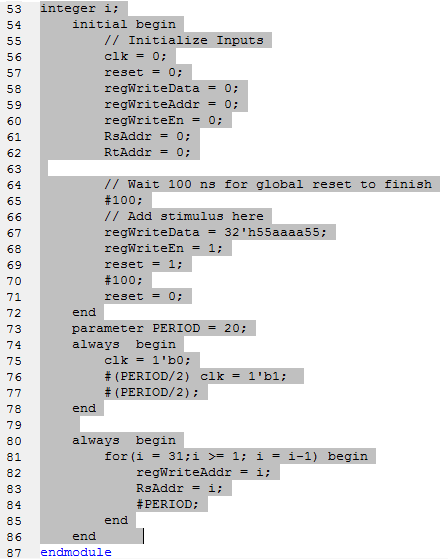 53 integer i;
54     initial begin
55         // Initialize Inputs
56         clk = 0;
57         reset = 0;
58         regWriteData = 0;
59         regWriteAddr = 0;
60         regWriteEn = 0;
61         RsAddr = 0;
62         RtAddr = 0;
63
64         // Wait 100 ns for global reset to finish
65         #100;
66         // Add stimulus here
67         regWriteData = 32'h55aaaa55;
68         regWriteEn = 1;
69         reset = 1;
70         #100;
71         reset = 0;
72     end
73     parameter PERIOD = 20;
74     always  begin
75         clk = 1'b0;
76         #(PERIOD/2) clk = 1'b1;
77         #(PERIOD/2);
78     end
79
80     always  begin
81         for(i = 31;i >= 1; i = i-1) begin
82             regWriteAddr = i;
83             RsAddr = i;
84             #PERIOD;
85         end
86     end
87 endmodule